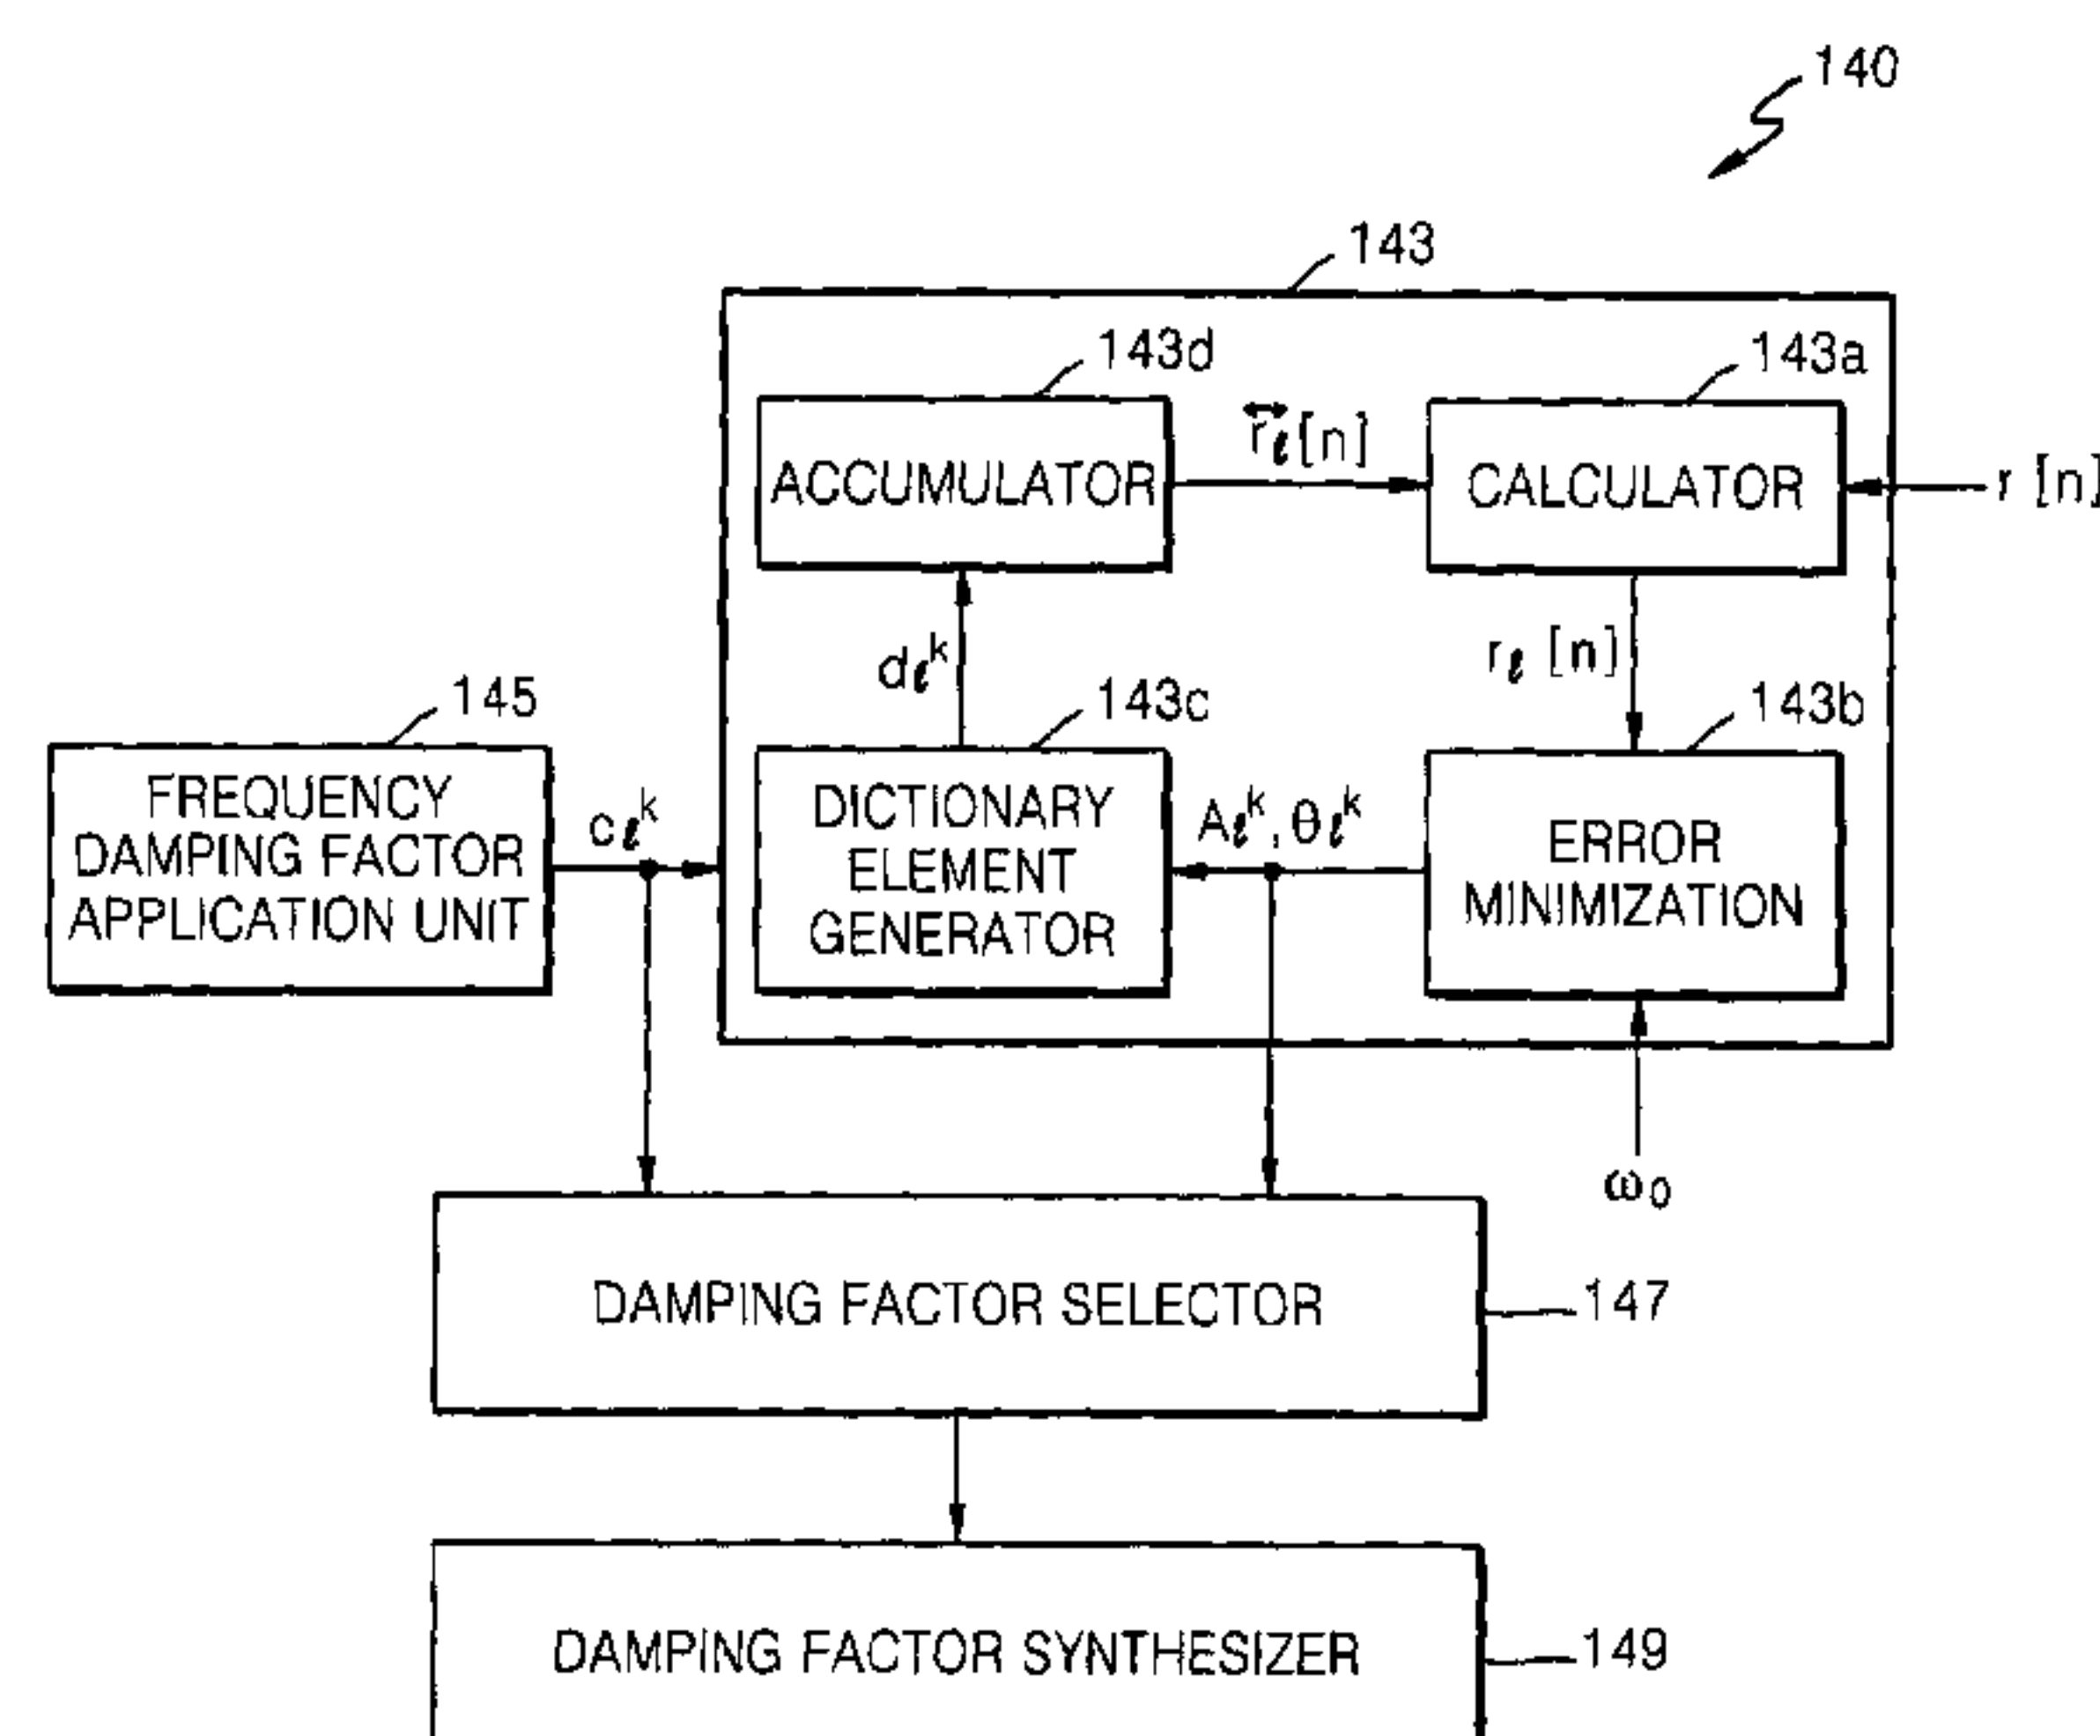 140
143
143d
143a
r⃡ℓ[n]
ACCUMULATOR
CALCULATOR
r [n]
dℓᵏ
rℓ [n]
145
143c
143b
FREQUENCY
DAMPING FACTOR
APPLICATION UNIT
cℓᵏ
DICTIONARY
ELEMENT
GENERATOR
Aℓᵏ, θℓᵏ
ERROR
MINIMIZATION
ω₀
DAMPING FACTOR SELECTOR
147
DAMPING FACTOR SYNTHESIZER
149